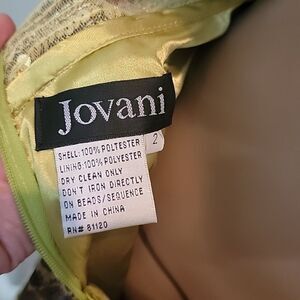 Jovani
2
SHELL: 100% POLTESTER
LINING: 100% POLYESTER
DRY CLEAN ONLY
DON'T IRON DIRECTLY
ON BEADS/SEQUENCE
MADE IN CHINA
RN# 81120